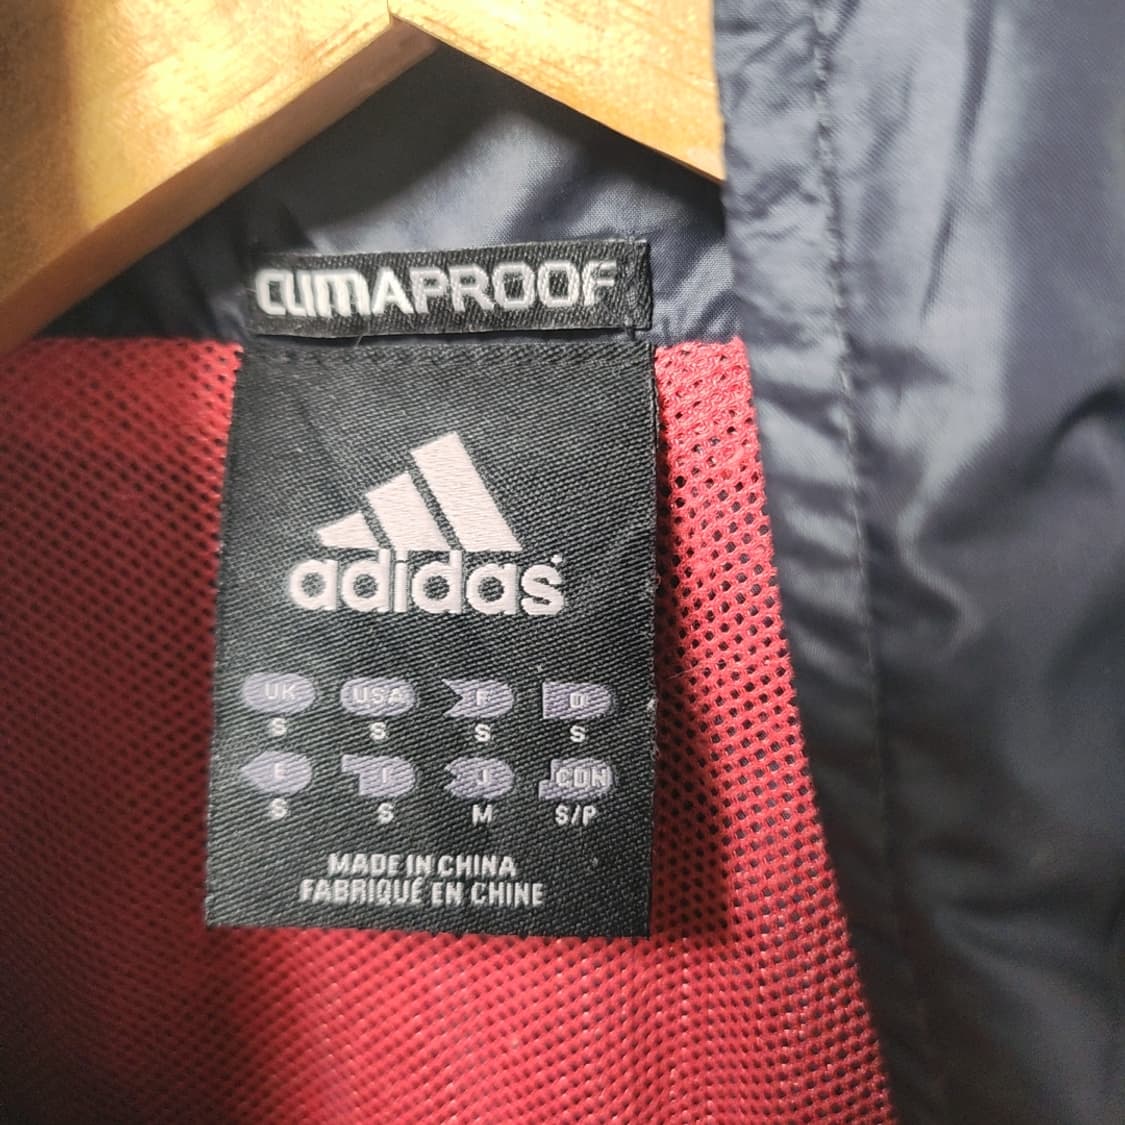 CLIMAPROOF
adidas
UK USA F D
S S S S
E I J CDN
S S M S/P
MADE IN CHINA
FABRIQUÉ EN CHINE